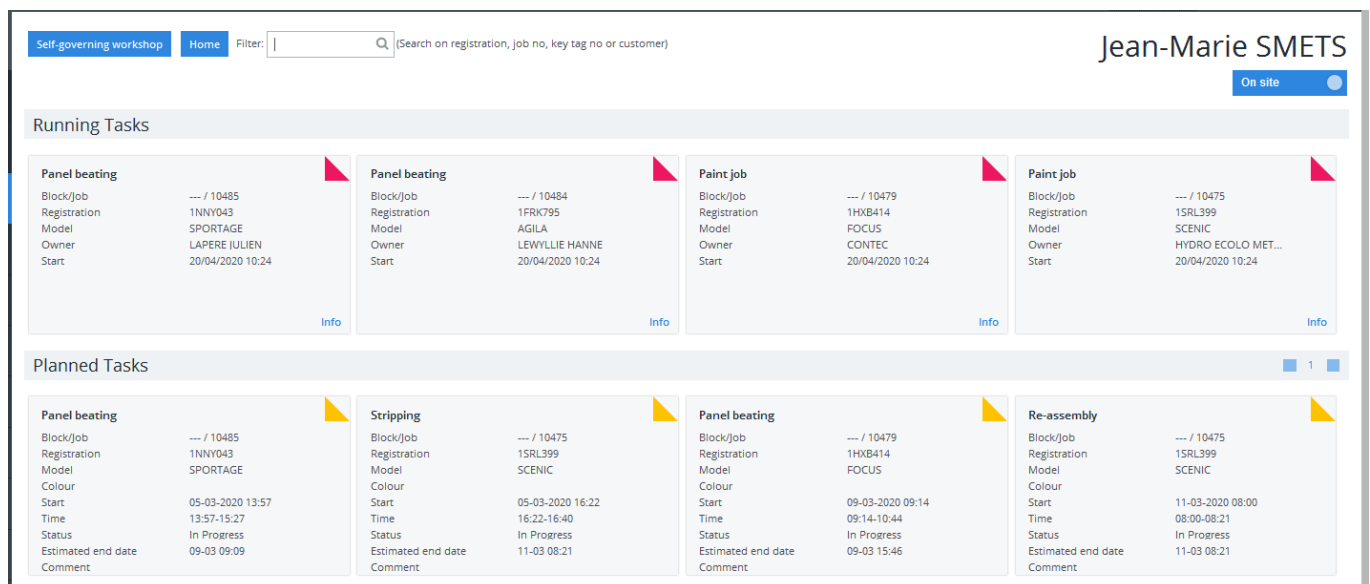 Self-governing workshop Home Filter: (Search on registration, job no, key tag no or customer)
Jean-Marie SMETS
On site
Running Tasks
Panel beating
Block/Job --- / 10485
Registration 1NNY043
Model SPORTAGE
Owner LAPERE JULIEN
Start 20/04/2020 10:24
Info
Panel beating
Block/Job --- / 10484
Registration 1FRK795
Model AGILA
Owner LEWYLLIE HANNE
Start 20/04/2020 10:24
Info
Paint job
Block/Job --- / 10479
Registration 1HXB414
Model FOCUS
Owner CONTEC
Start 20/04/2020 10:24
Info
Paint job
Block/Job --- / 10475
Registration 1SRL399
Model SCENIC
Owner HYDRO ECOLO MET...
Start 20/04/2020 10:24
Info
Planned Tasks
1
Panel beating
Block/Job --- / 10485
Registration 1NNY043
Model SPORTAGE
Colour
Start 05-03-2020 13:57
Time 13:57-15:27
Status In Progress
Estimated end date 09-03 09:09
Comment
Stripping
Block/Job --- / 10475
Registration 1SRL399
Model SCENIC
Colour
Start 05-03-2020 16:22
Time 16:22-16:40
Status In Progress
Estimated end date 11-03 08:21
Comment
Panel beating
Block/Job --- / 10479
Registration 1HXB414
Model FOCUS
Colour
Start 09-03-2020 09:14
Time 09:14-10:44
Status In Progress
Estimated end date 09-03 15:46
Comment
Re-assembly
Block/Job --- / 10475
Registration 1SRL399
Model SCENIC
Colour
Start 11-03-2020 08:00
Time 08:00-08:21
Status In Progress
Estimated end date 11-03 08:21
Comment